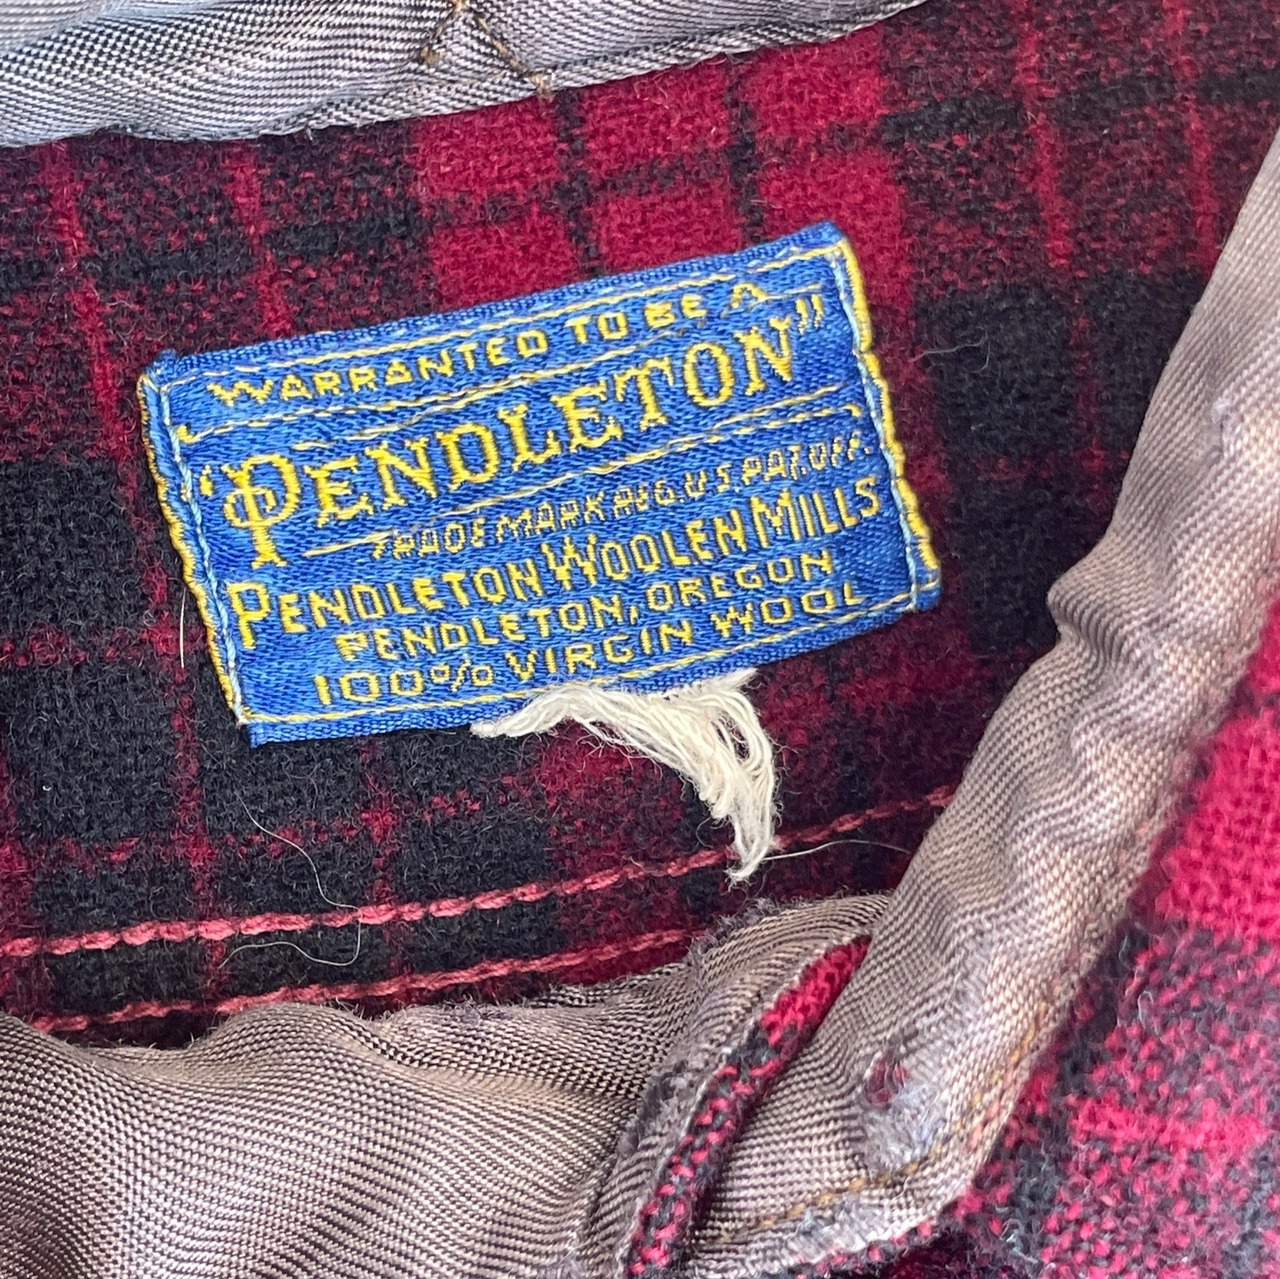 WARRANTED TO BE A
"PENDLETON"
TRADE MARK REG. U.S. PAT. OFF.
PENDLETON WOOLEN MILLS
PENDLETON, OREGON
100% VIRGIN WOOL